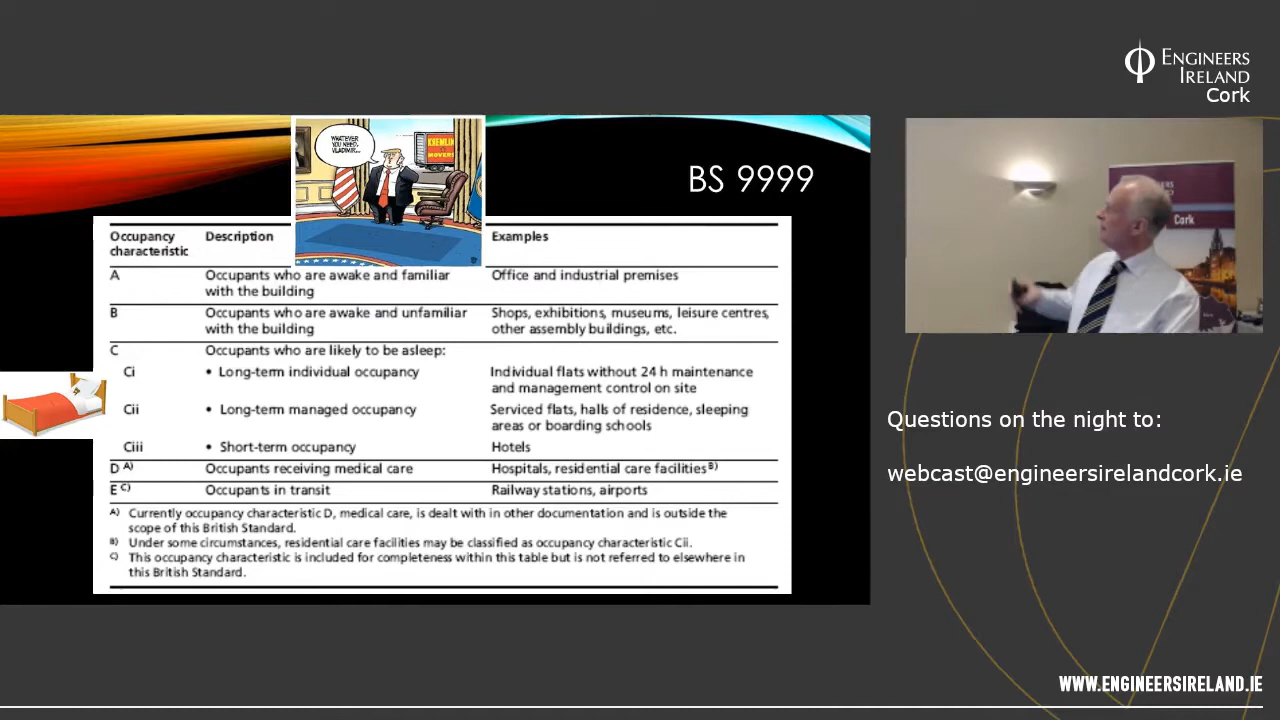 ENGINEERS
IRELAND
Cork
WHATEVER
YOU NEED,
VLADIMIR...
KREMLIN
MOVERS
BS 9999
Occupancy characteristic Description Examples
A Occupants who are awake and familiar with the building Office and industrial premises
B Occupants who are awake and unfamiliar with the building Shops, exhibitions, museums, leisure centres, other assembly buildings, etc.
C Occupants who are likely to be asleep:
Ci • Long-term individual occupancy Individual flats without 24 h maintenance and management control on site
Cii • Long-term managed occupancy Serviced flats, halls of residence, sleeping areas or boarding schools
Ciii • Short-term occupancy Hotels
D A) Occupants receiving medical care Hospitals, residential care facilities B)
E C) Occupants in transit Railway stations, airports
A) Currently occupancy characteristic D, medical care, is dealt with in other documentation and is outside the
scope of this British Standard.
B) Under some circumstances, residential care facilities may be classified as occupancy characteristic Cii.
C) This occupancy characteristic is included for completeness within this table but is not referred to elsewhere in
this British Standard.
Cork
Questions on the night to:
webcast@engineersirelandcork.ie
WWW.ENGINEERSIRELAND.IE